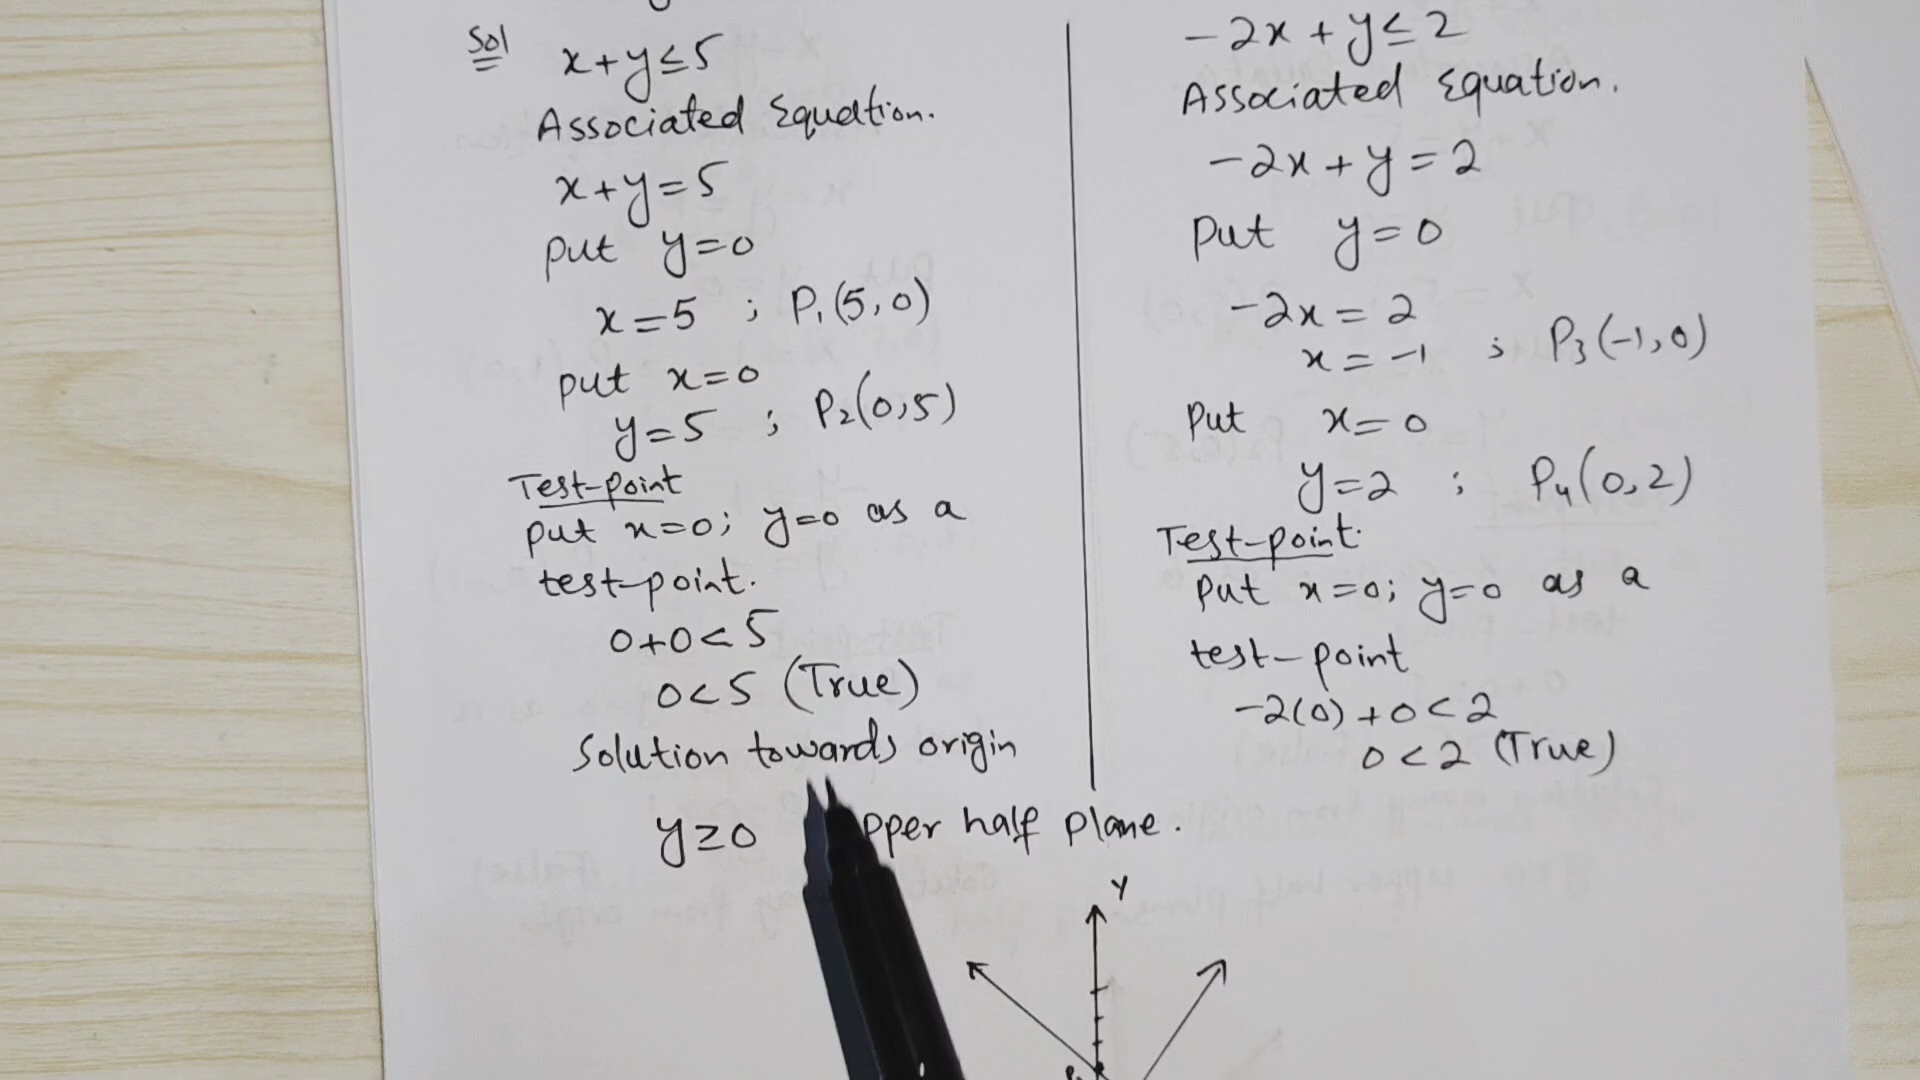 Sol
x+y≤5
Associated Equation.
x+y=5
put y=0
x=5 ; P₁(5,0)
put x=0
y=5 ; P₂(0,5)
Test-point
put x=0; y=0 as a
test-point.
0+0<5
0<5 (True)
Solution towards origin
-2x+y≤2
Associated Equation.
-2x+y=2
Put y=0
-2x=2
x=-1 ; P₃(-1,0)
Put x=0
y=2 ; P₄(0,2)
Test-point.
Put x=0; y=0 as a
test-point
-2(0)+0<2
0<2 (True)
y≥0 pper half plane.
Y